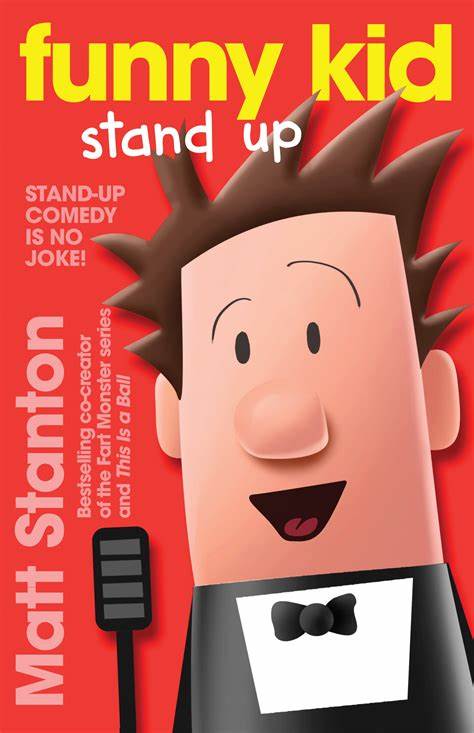 funny kid
stand up
STAND-UP
COMEDY
IS NO
JOKE!
Matt Stanton
Bestselling co-creator
of the Fart Monster series
and This Is a Ball